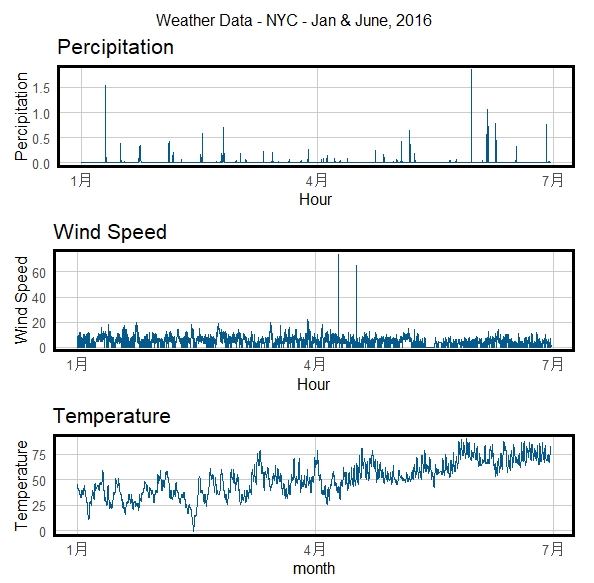 Weather Data - NYC - Jan & June, 2016
Percipitation
Percipitation
1.5
1.0
0.5
0.0
1月
4月
7月
Hour
Wind Speed
Wind Speed
60
40
20
0
1月
4月
7月
Hour
Temperature
Temperature
75
50
25
0
1月
4月
7月
month